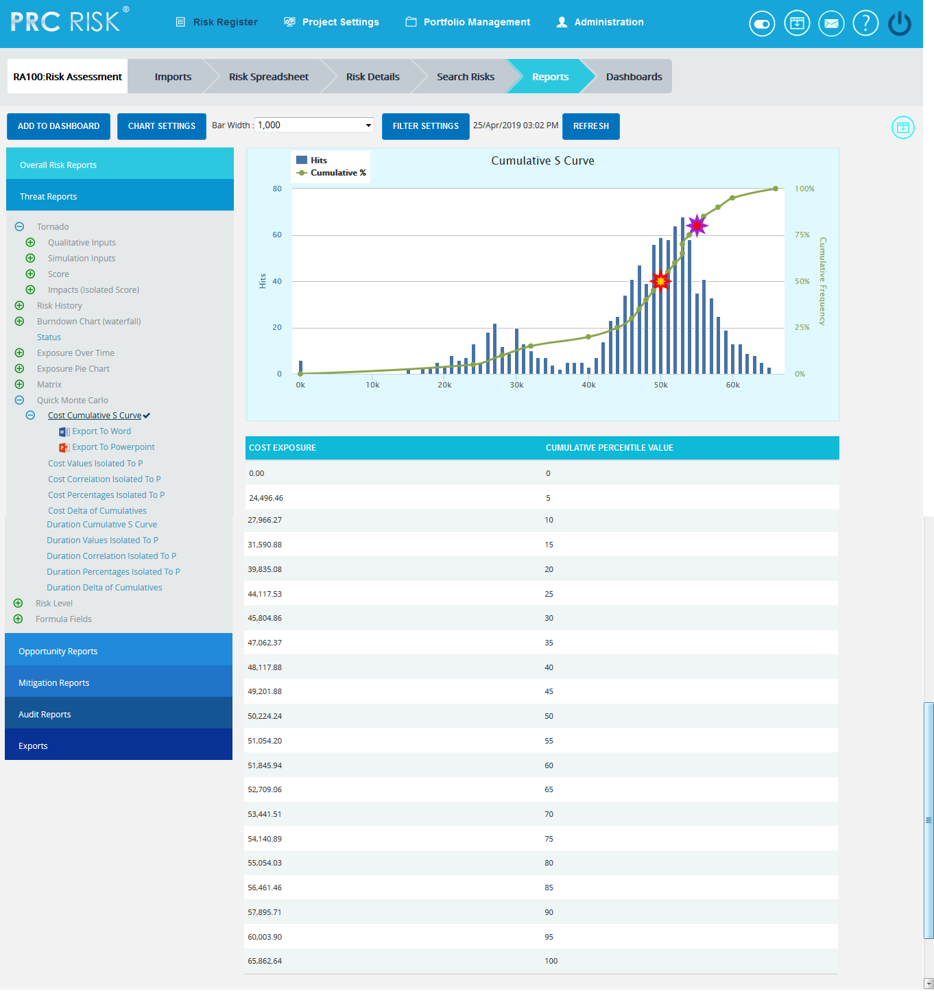 PRC RISK ®
Risk Register
Project Settings
Portfolio Management
Administration
?
RA100:Risk Assessment
Imports
Risk Spreadsheet
Risk Details
Search Risks
Reports
Dashboards
ADD TO DASHBOARD
CHART SETTINGS
Bar Width : 1,000
FILTER SETTINGS
25/Apr/2019 03:02 PM
REFRESH
Overall Risk Reports
Threat Reports
Tornado
Qualitative Inputs
Simulation Inputs
Score
Impacts (Isolated Score)
Risk History
Burndown Chart (waterfall)
Status
Exposure Over Time
Exposure Pie Chart
Matrix
Quick Monte Carlo
Cost Cumulative S Curve
Export To Word
Export To Powerpoint
Cost Values Isolated To P
Cost Correlation Isolated To P
Cost Percentages Isolated To P
Cost Delta of Cumulatives
Duration Cumulative S Curve
Duration Values Isolated To P
Duration Correlation Isolated To P
Duration Percentages Isolated To P
Duration Delta of Cumulatives
Risk Level
Formula Fields
Opportunity Reports
Mitigation Reports
Audit Reports
Exports
Hits
Cumulative %
Cumulative S Curve
80
60
40
20
0
Hits
100%
75%
50%
25%
0%
Cumulative Frequency
0k
10k
20k
30k
40k
50k
60k
COST EXPOSURE CUMULATIVE PERCENTILE VALUE
0.00 0
24,496.46 5
27,966.27 10
31,590.88 15
39,835.08 20
44,117.53 25
45,804.86 30
47,062.37 35
48,117.88 40
49,201.88 45
50,224.24 50
51,054.20 55
51,845.94 60
52,709.06 65
53,441.51 70
54,140.89 75
55,054.03 80
56,461.46 85
57,895.71 90
60,003.90 95
65,862.64 100